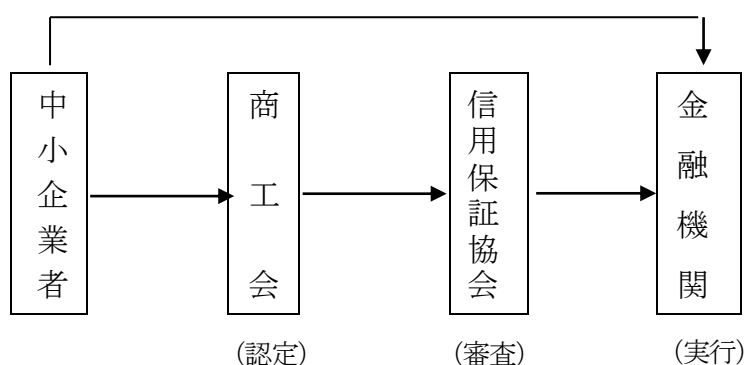 中小企業者
商工会
信用保証協会
金融機関
(認定)
(審査)
(実行)